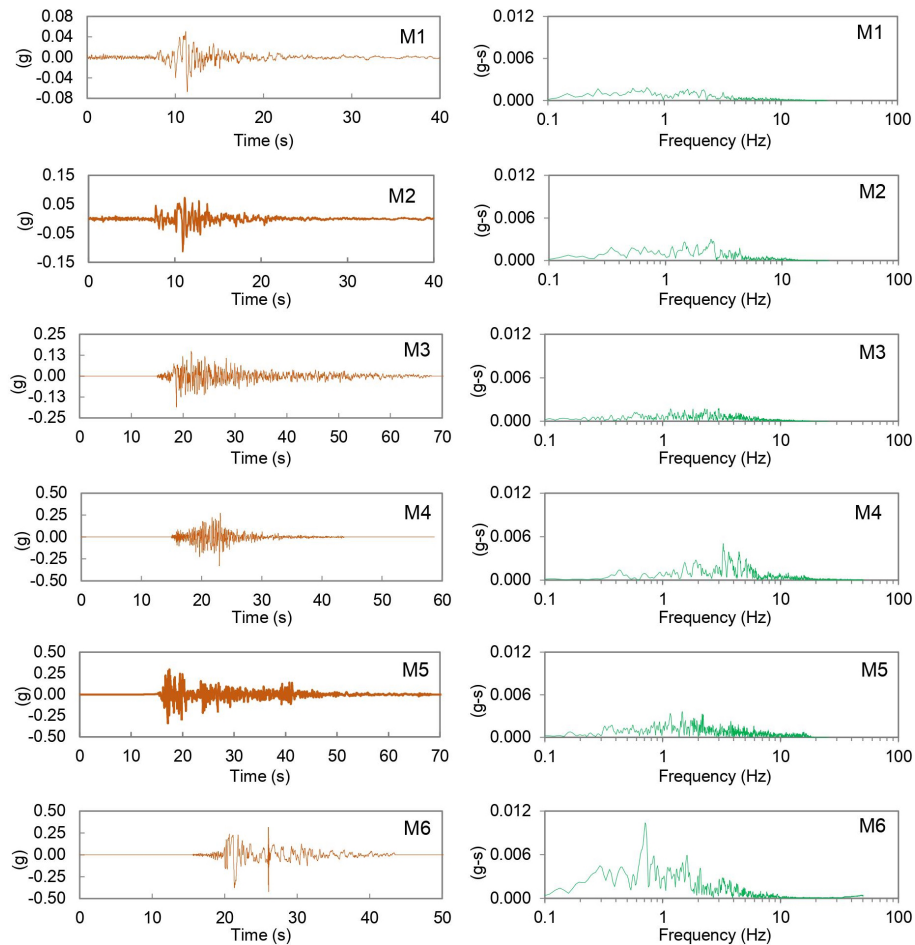 0.08
0.04
0.00
-0.04
-0.08
(g)
M1
0 10 20 30 40
Time (s)
0.012
0.006
0.000
(g-s)
M1
0.1 1 10 100
Frequency (Hz)
0.15
0.05
-0.05
-0.15
(g)
M2
0 10 20 30 40
Time (s)
0.012
0.006
0.000
(g-s)
M2
0.1 1 10 100
Frequency (Hz)
0.25
0.13
0.00
-0.13
-0.25
(g)
M3
0 10 20 30 40 50 60 70
Time (s)
0.012
0.006
0.000
(g-s)
M3
0.1 1 10 100
Frequency (Hz)
0.50
0.25
0.00
-0.25
-0.50
(g)
M4
0 10 20 30 40 50 60
Time (s)
0.012
0.006
0.000
(g-s)
M4
0.1 1 10 100
Frequency (Hz)
0.50
0.25
0.00
-0.25
-0.50
(g)
M5
0 10 20 30 40 50 60 70
Time (s)
0.012
0.006
0.000
(g-s)
M5
0.1 1 10 100
Frequency (Hz)
0.50
0.25
0.00
-0.25
-0.50
(g)
M6
0 10 20 30 40 50
Time (s)
0.012
0.006
0.000
(g-s)
M6
0.1 1 10 100
Frequency (Hz)